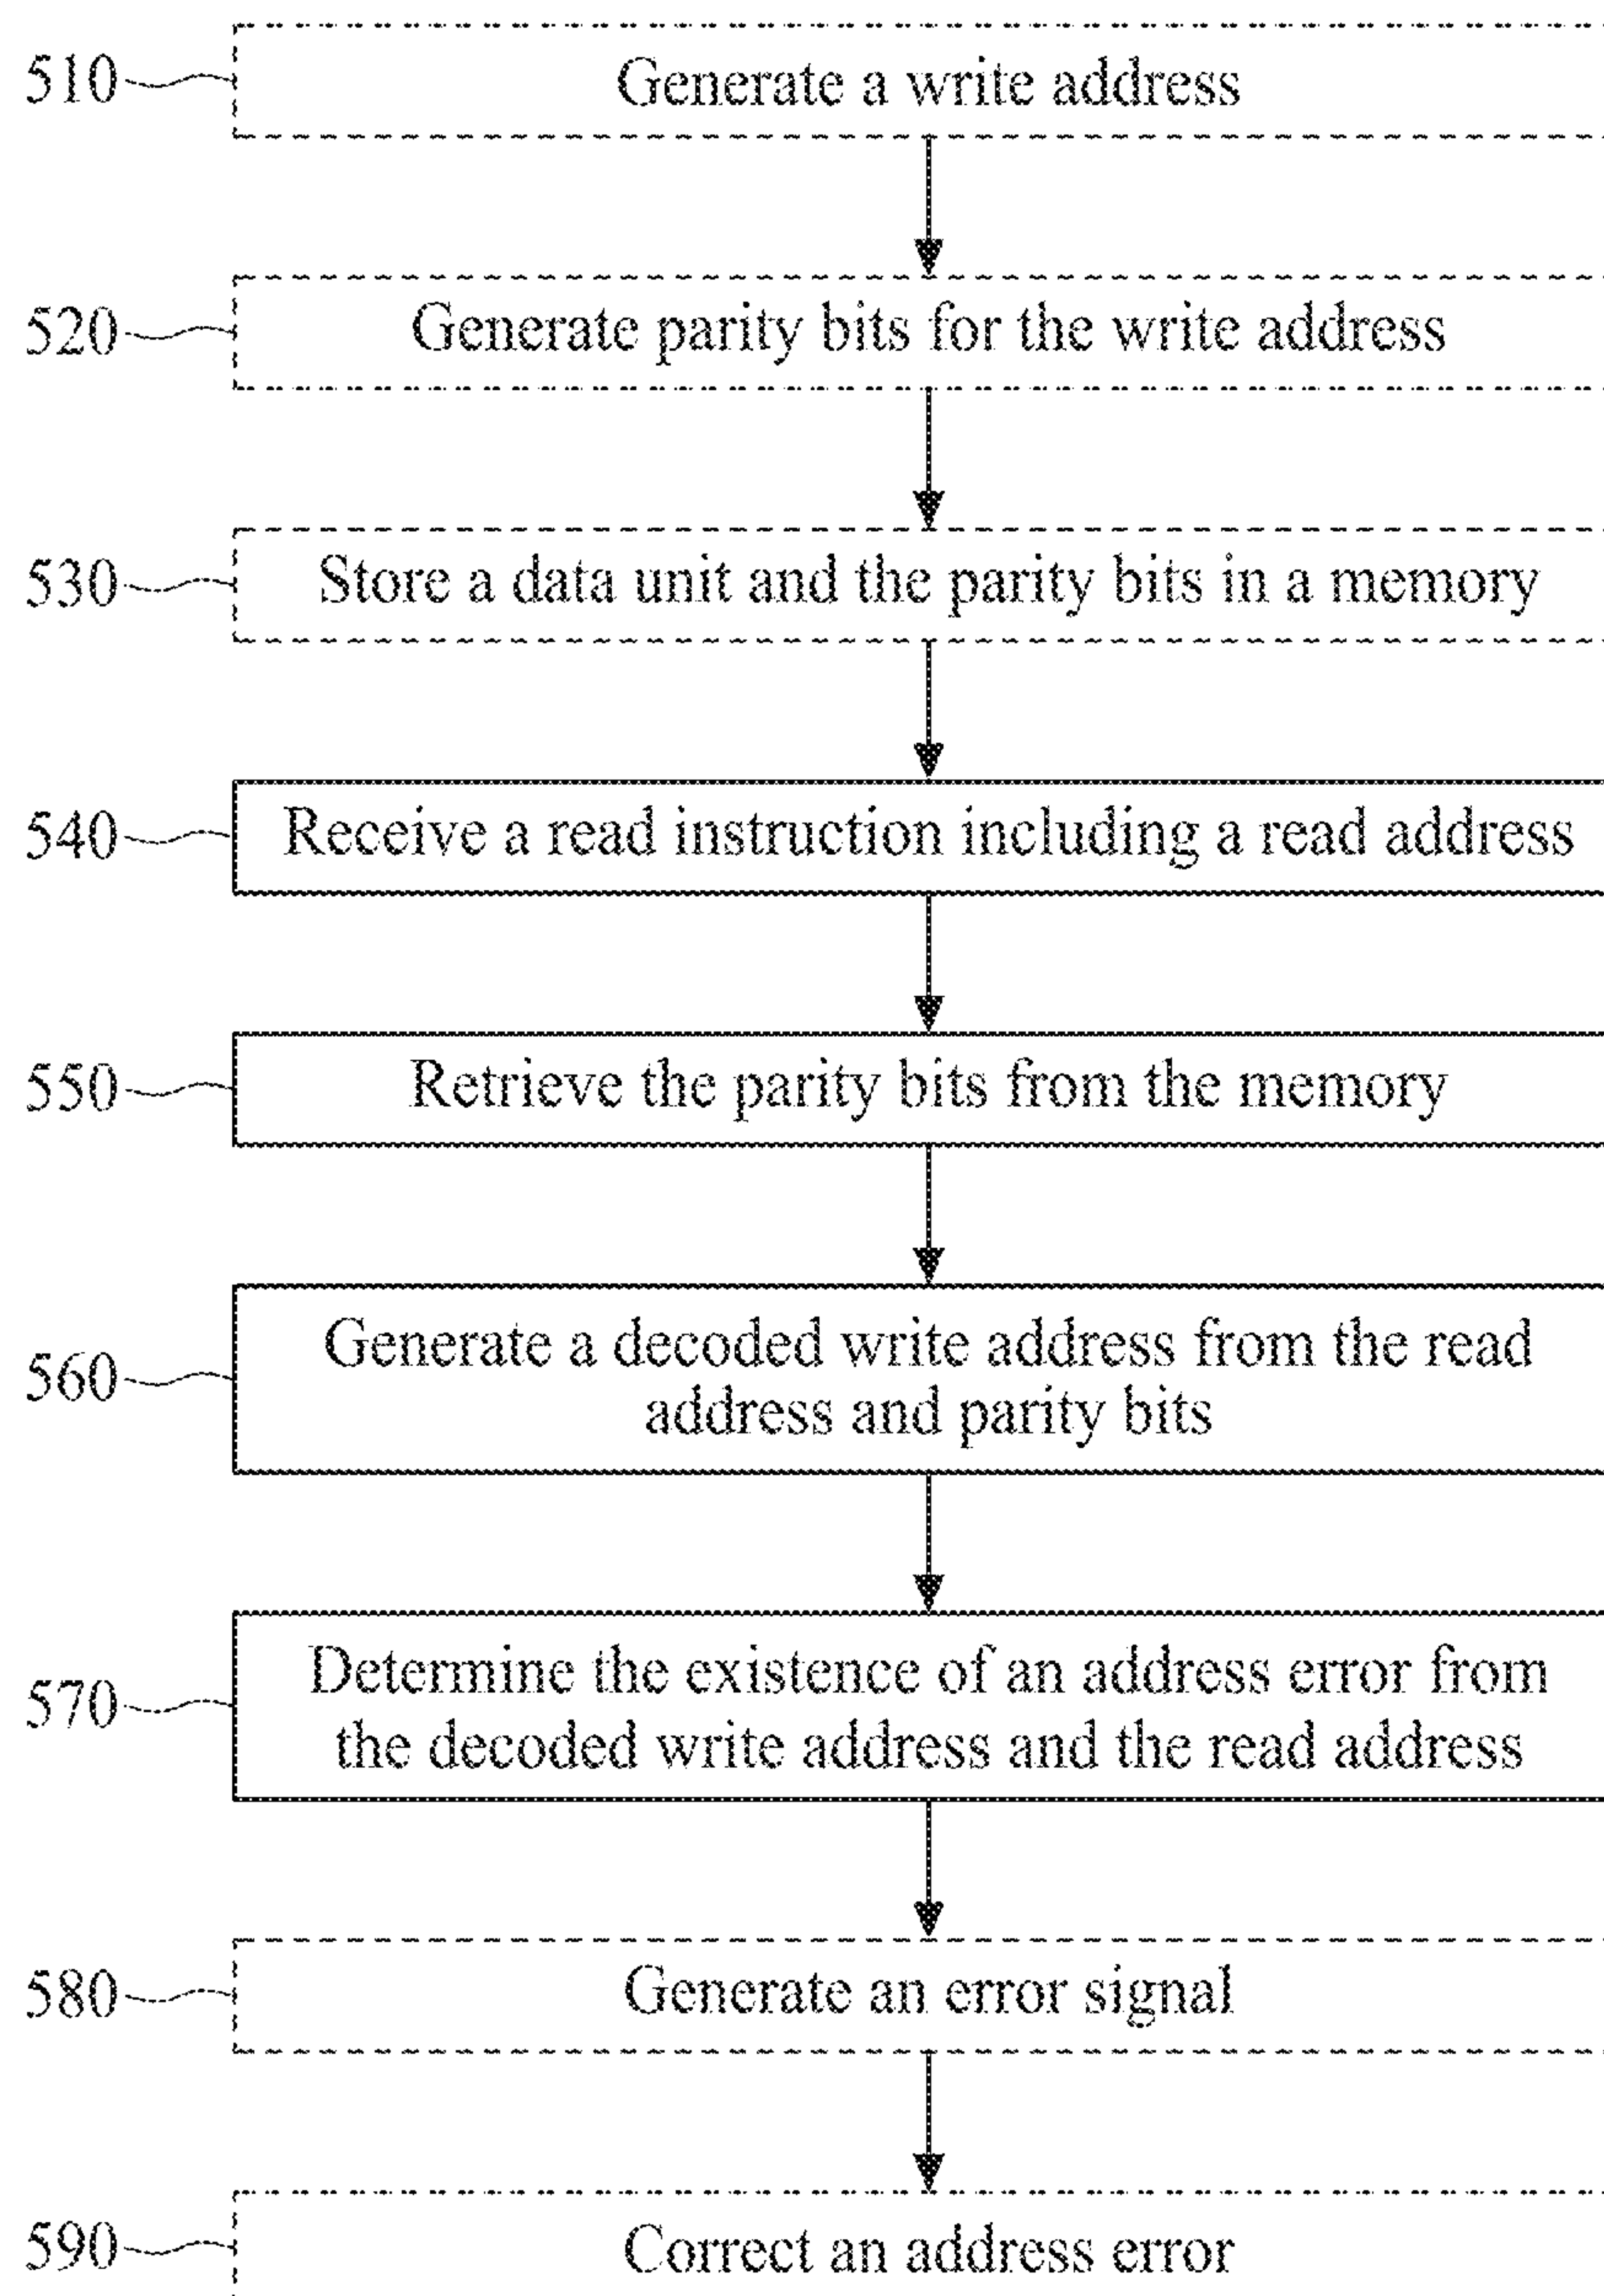 510 Generate a write address
520 Generate parity bits for the write address
530 Store a data unit and the parity bits in a memory
540 Receive a read instruction including a read address
550 Retrieve the parity bits from the memory
560 Generate a decoded write address from the read
address and parity bits
570 Determine the existence of an address error from
the decoded write address and the read address
580 Generate an error signal
590 Correct an address error